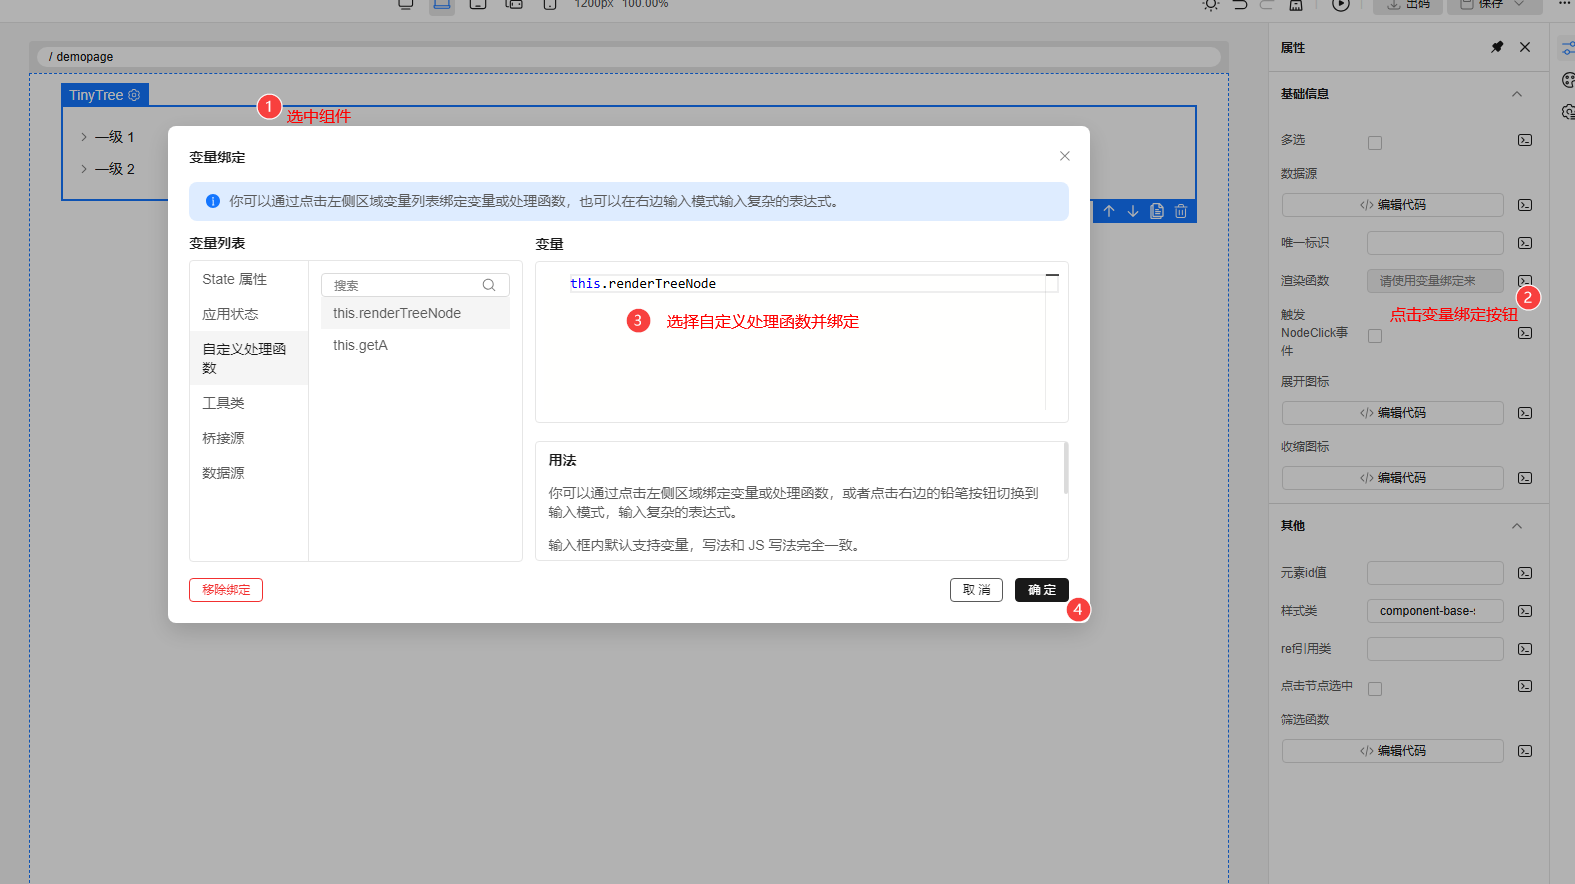 1200px 100.00%
出码
保存
/ demopage
TinyTree
1
选中组件
一级 1
一级 2
变量绑定
你可以通过点击左侧区域变量列表绑定变量或处理函数，也可以在右边输入模式输入复杂的表达式。
变量列表
State 属性
应用状态
自定义处理函
数
工具类
桥接源
数据源
搜索
this.renderTreeNode
this.getA
变量
this.renderTreeNode
3 选择自定义处理函数并绑定
用法
你可以通过点击左侧区域绑定变量或处理函数，或者点击右边的铅笔按钮切换到
输入模式，输入复杂的表达式。
输入框内默认支持变量，写法和 JS 写法完全一致。
移除绑定
取 消
确 定
4
属性
基础信息
多选
数据源
</> 编辑代码
唯一标识
渲染函数
请使用变量绑定来
2
点击变量绑定按钮
触发
NodeClick事
件
展开图标
</> 编辑代码
收缩图标
</> 编辑代码
其他
元素id值
样式类
component-base-s
ref引用类
点击节点选中
筛选函数
</> 编辑代码